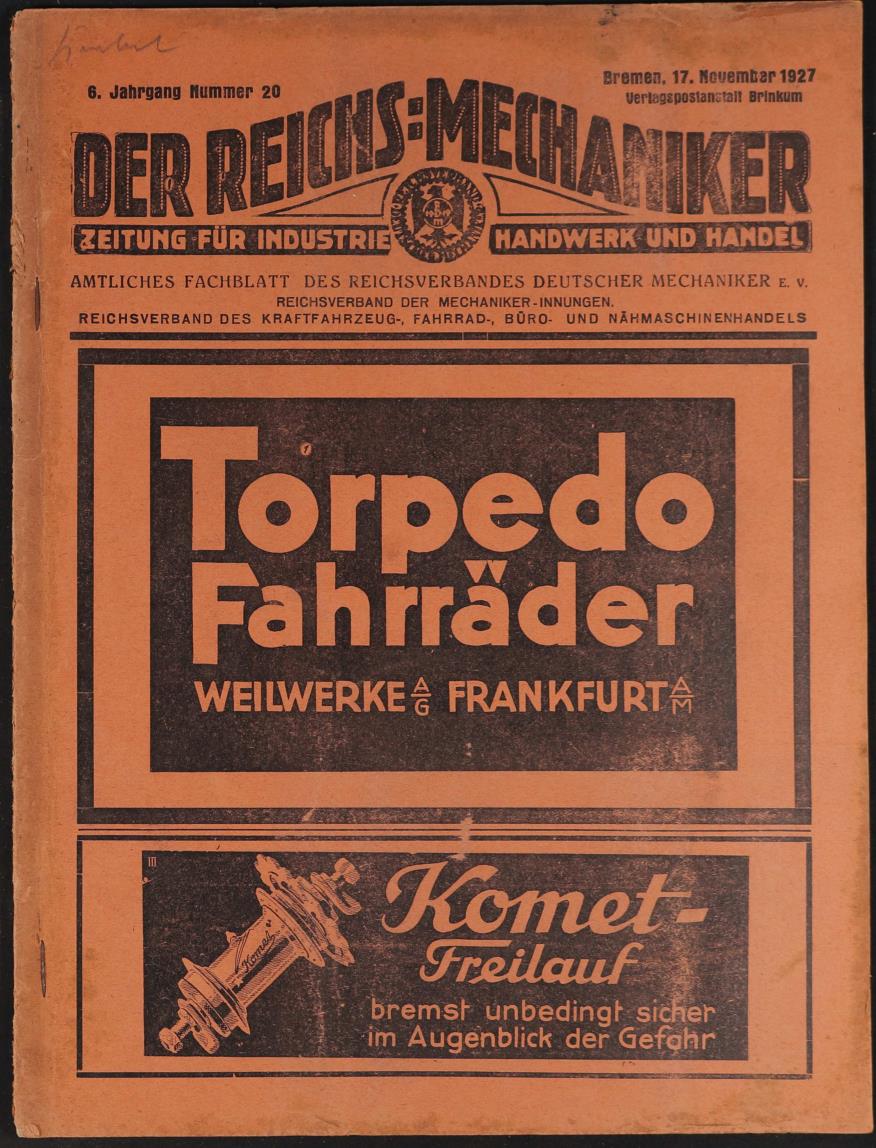 6. Jahrgang Nummer 20
Bremen, 17. November 1927
Verlagspostanstalt Brinkum
DER REICHS=MECHANIKER
ZEITUNG FÜR INDUSTRIE HANDWERK UND HANDEL
AMTLICHES FACHBLATT DES REICHSVERBANDES DEUTSCHER MECHANIKER E. V.
REICHSVERBAND DER MECHANIKER-INNUNGEN.
REICHSVERBAND DES KRAFTFAHRZEUG-, FAHRRAD-, BÜRO- UND NÄHMASCHINENHANDELS
Torpedo
Fahrräder
WEILWERKE A/G FRANKFURT A/M
Komet
Komet-
Freilauf
bremst unbedingt sicher
im Augenblick der Gefahr